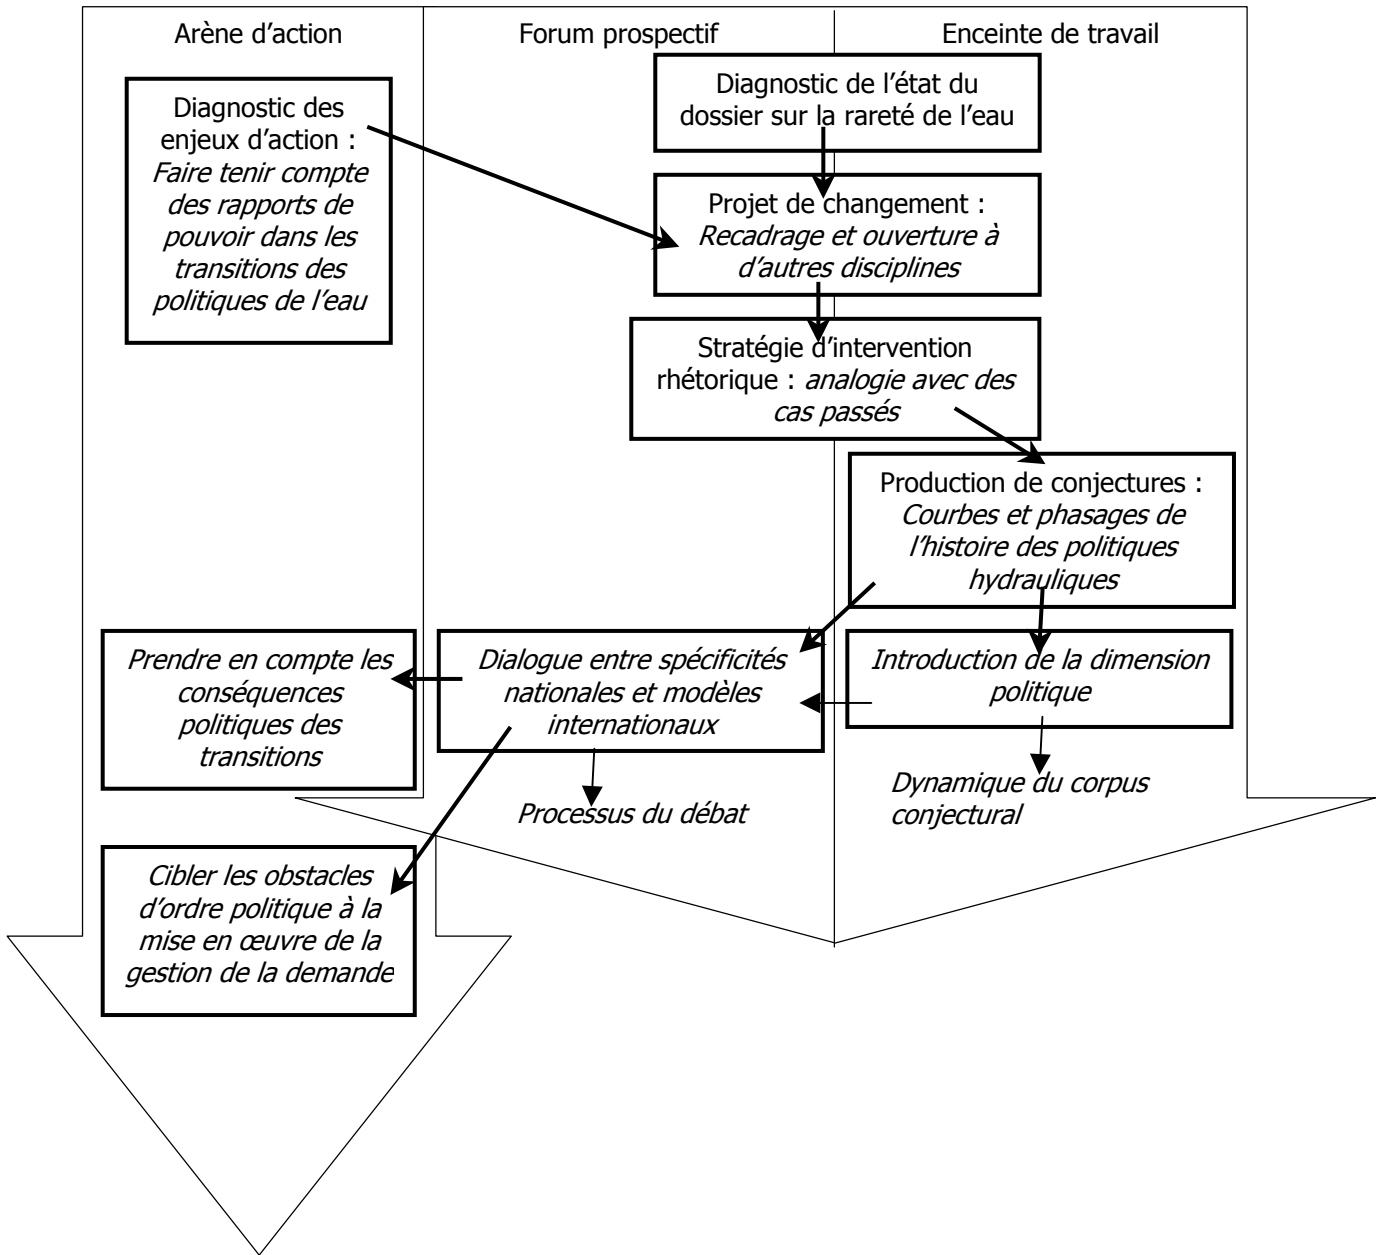 Arène d’action
Forum prospectif
Enceinte de travail
Diagnostic des
enjeux d’action :
Faire tenir compte
des rapports de
pouvoir dans les
transitions des
politiques de l’eau
Diagnostic de l’état du
dossier sur la rareté de l’eau
Projet de changement :
Recadrage et ouverture à
d’autres disciplines
Stratégie d’intervention
rhétorique : analogie avec des
cas passés
Production de conjectures :
Courbes et phasages de
l’histoire des politiques
hydrauliques
Prendre en compte les
conséquences
politiques des
transitions
Dialogue entre spécificités
nationales et modèles
internationaux
Introduction de la dimension
politique
Processus du débat
Dynamique du corpus
conjectural
Cibler les obstacles
d’ordre politique à la
mise en œuvre de la
gestion de la demande